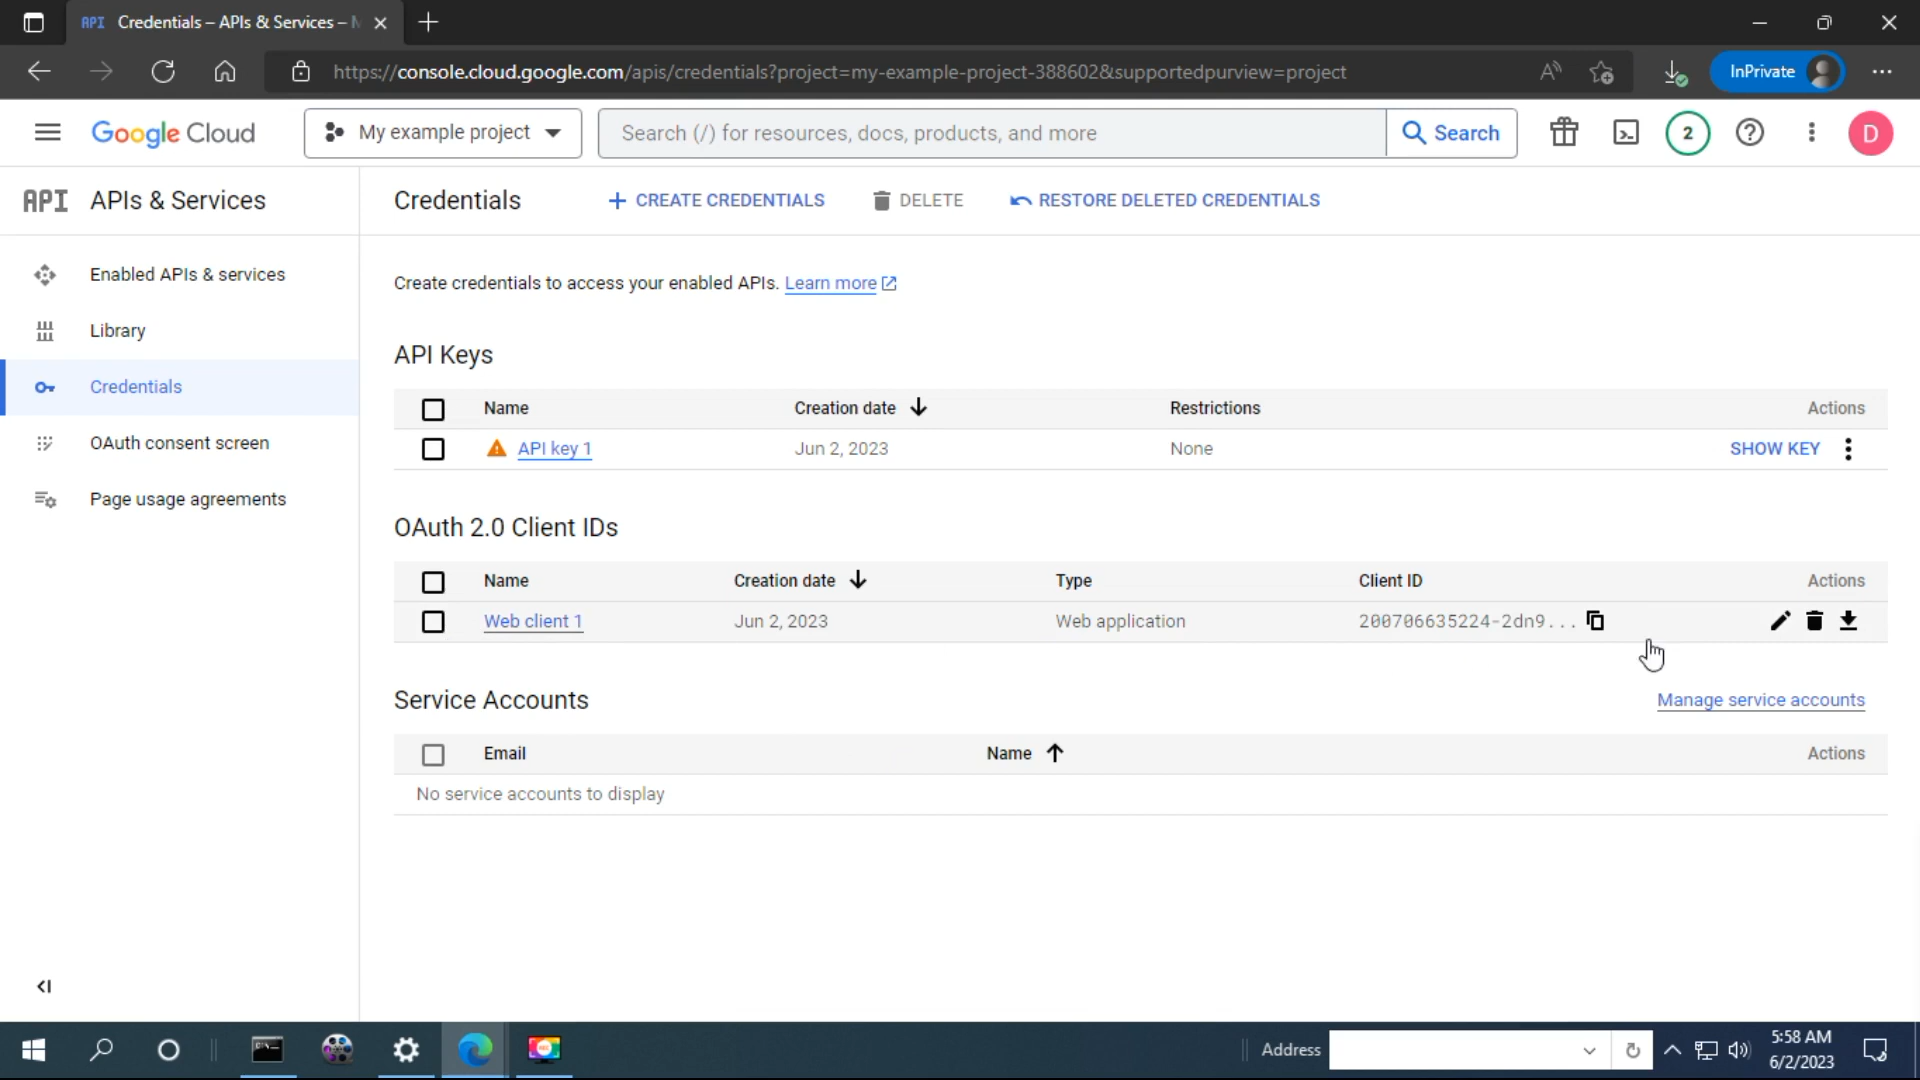 API Credentials – APIs & Services –
https://console.cloud.google.com/apis/credentials?project=my-example-project-388602&supportedpurview=project
InPrivate
Google Cloud
My example project
Search (/) for resources, docs, products, and more
Search
2
D
API APIs & Services
Credentials
CREATE CREDENTIALS
DELETE
RESTORE DELETED CREDENTIALS
Enabled APIs & services
Library
Credentials
OAuth consent screen
Page usage agreements
Create credentials to access your enabled APIs. Learn more
API Keys
Name Creation date Restrictions Actions
API key 1 Jun 2, 2023 None SHOW KEY
OAuth 2.0 Client IDs
Name Creation date Type Client ID Actions
Web client 1 Jun 2, 2023 Web application 200706635224-2dn9...
Service Accounts
Manage service accounts
Email Name Actions
No service accounts to display
Address
5:58 AM
6/2/2023